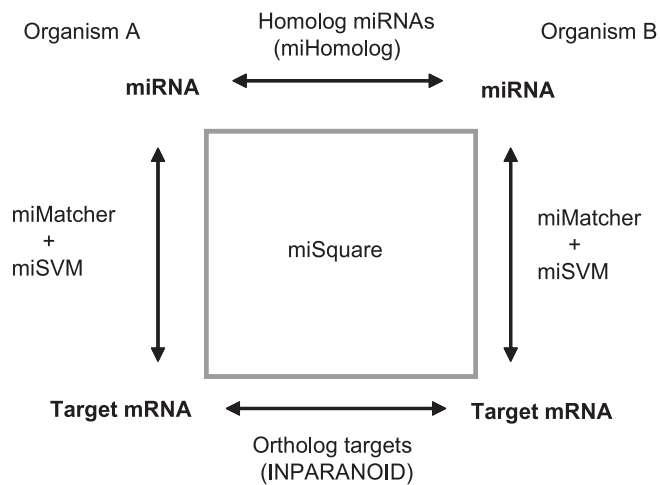 Organism A
Homolog miRNAs
(miHomolog)
Organism B
miRNA
miRNA
miMatcher
+
miSVM
miSquare
miMatcher
+
miSVM
Target mRNA
Target mRNA
Ortholog targets
(INPARANOID)